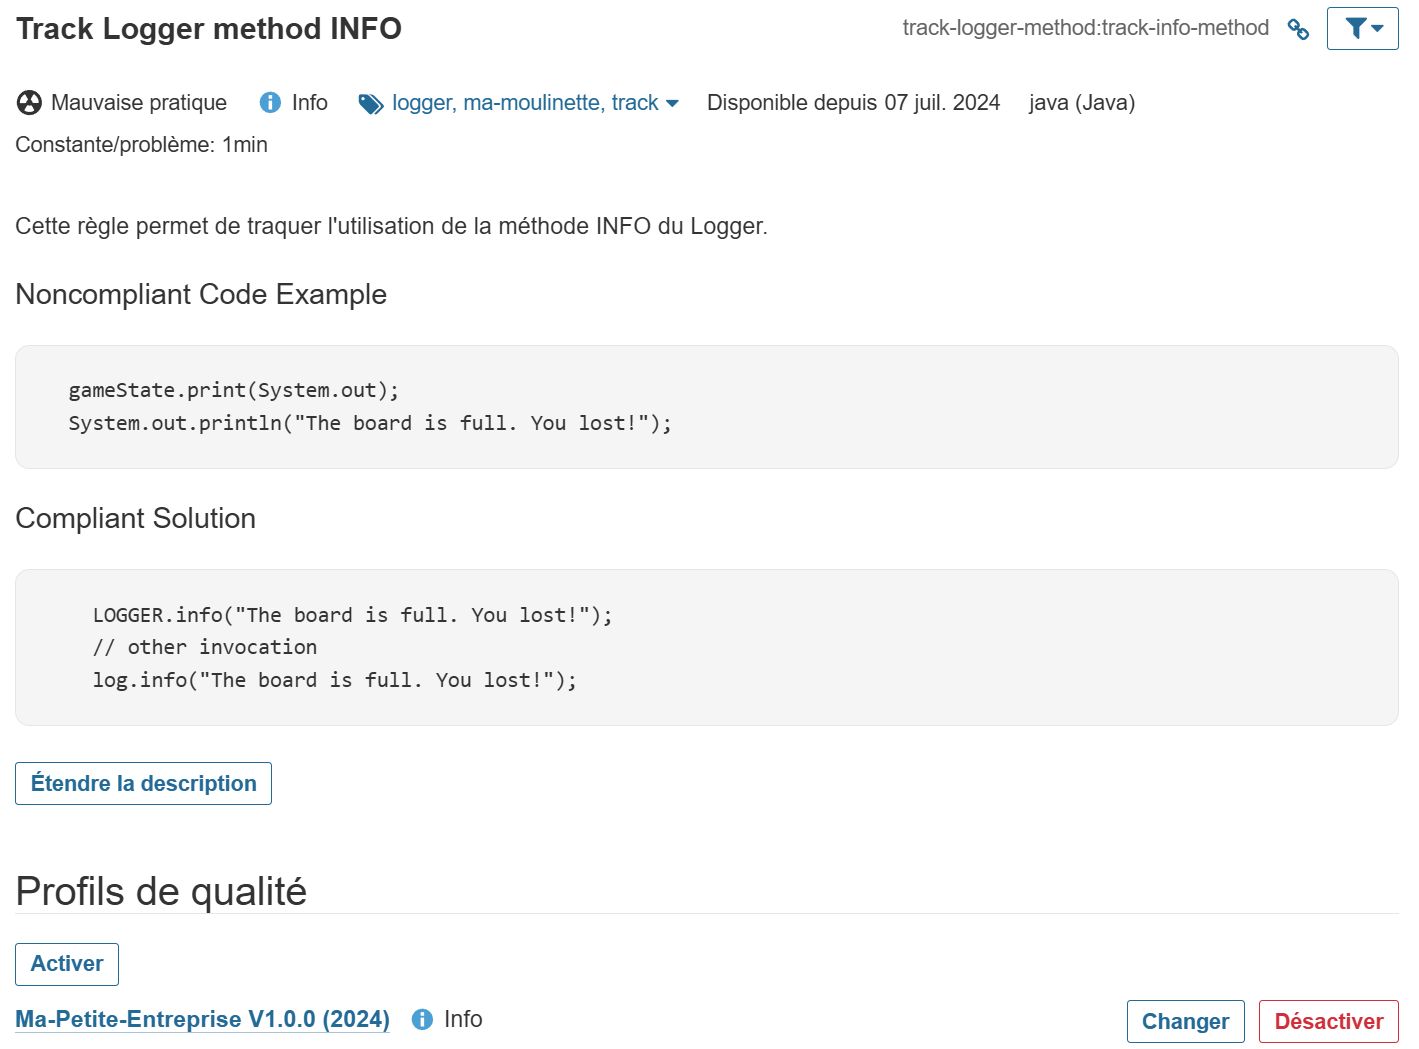 Track Logger method INFO
track-logger-method:track-info-method
Mauvaise pratique Info logger, ma-moulinette, track Disponible depuis 07 juil. 2024 java (Java)
Constante/problème: 1min
Cette règle permet de traquer l'utilisation de la méthode INFO du Logger.
Noncompliant Code Example
gameState.print(System.out);
System.out.println("The board is full. You lost!");
Compliant Solution
LOGGER.info("The board is full. You lost!");
// other invocation
log.info("The board is full. You lost!");
Étendre la description
Profils de qualité
Activer
Ma-Petite-Entreprise V1.0.0 (2024) Info Changer Désactiver